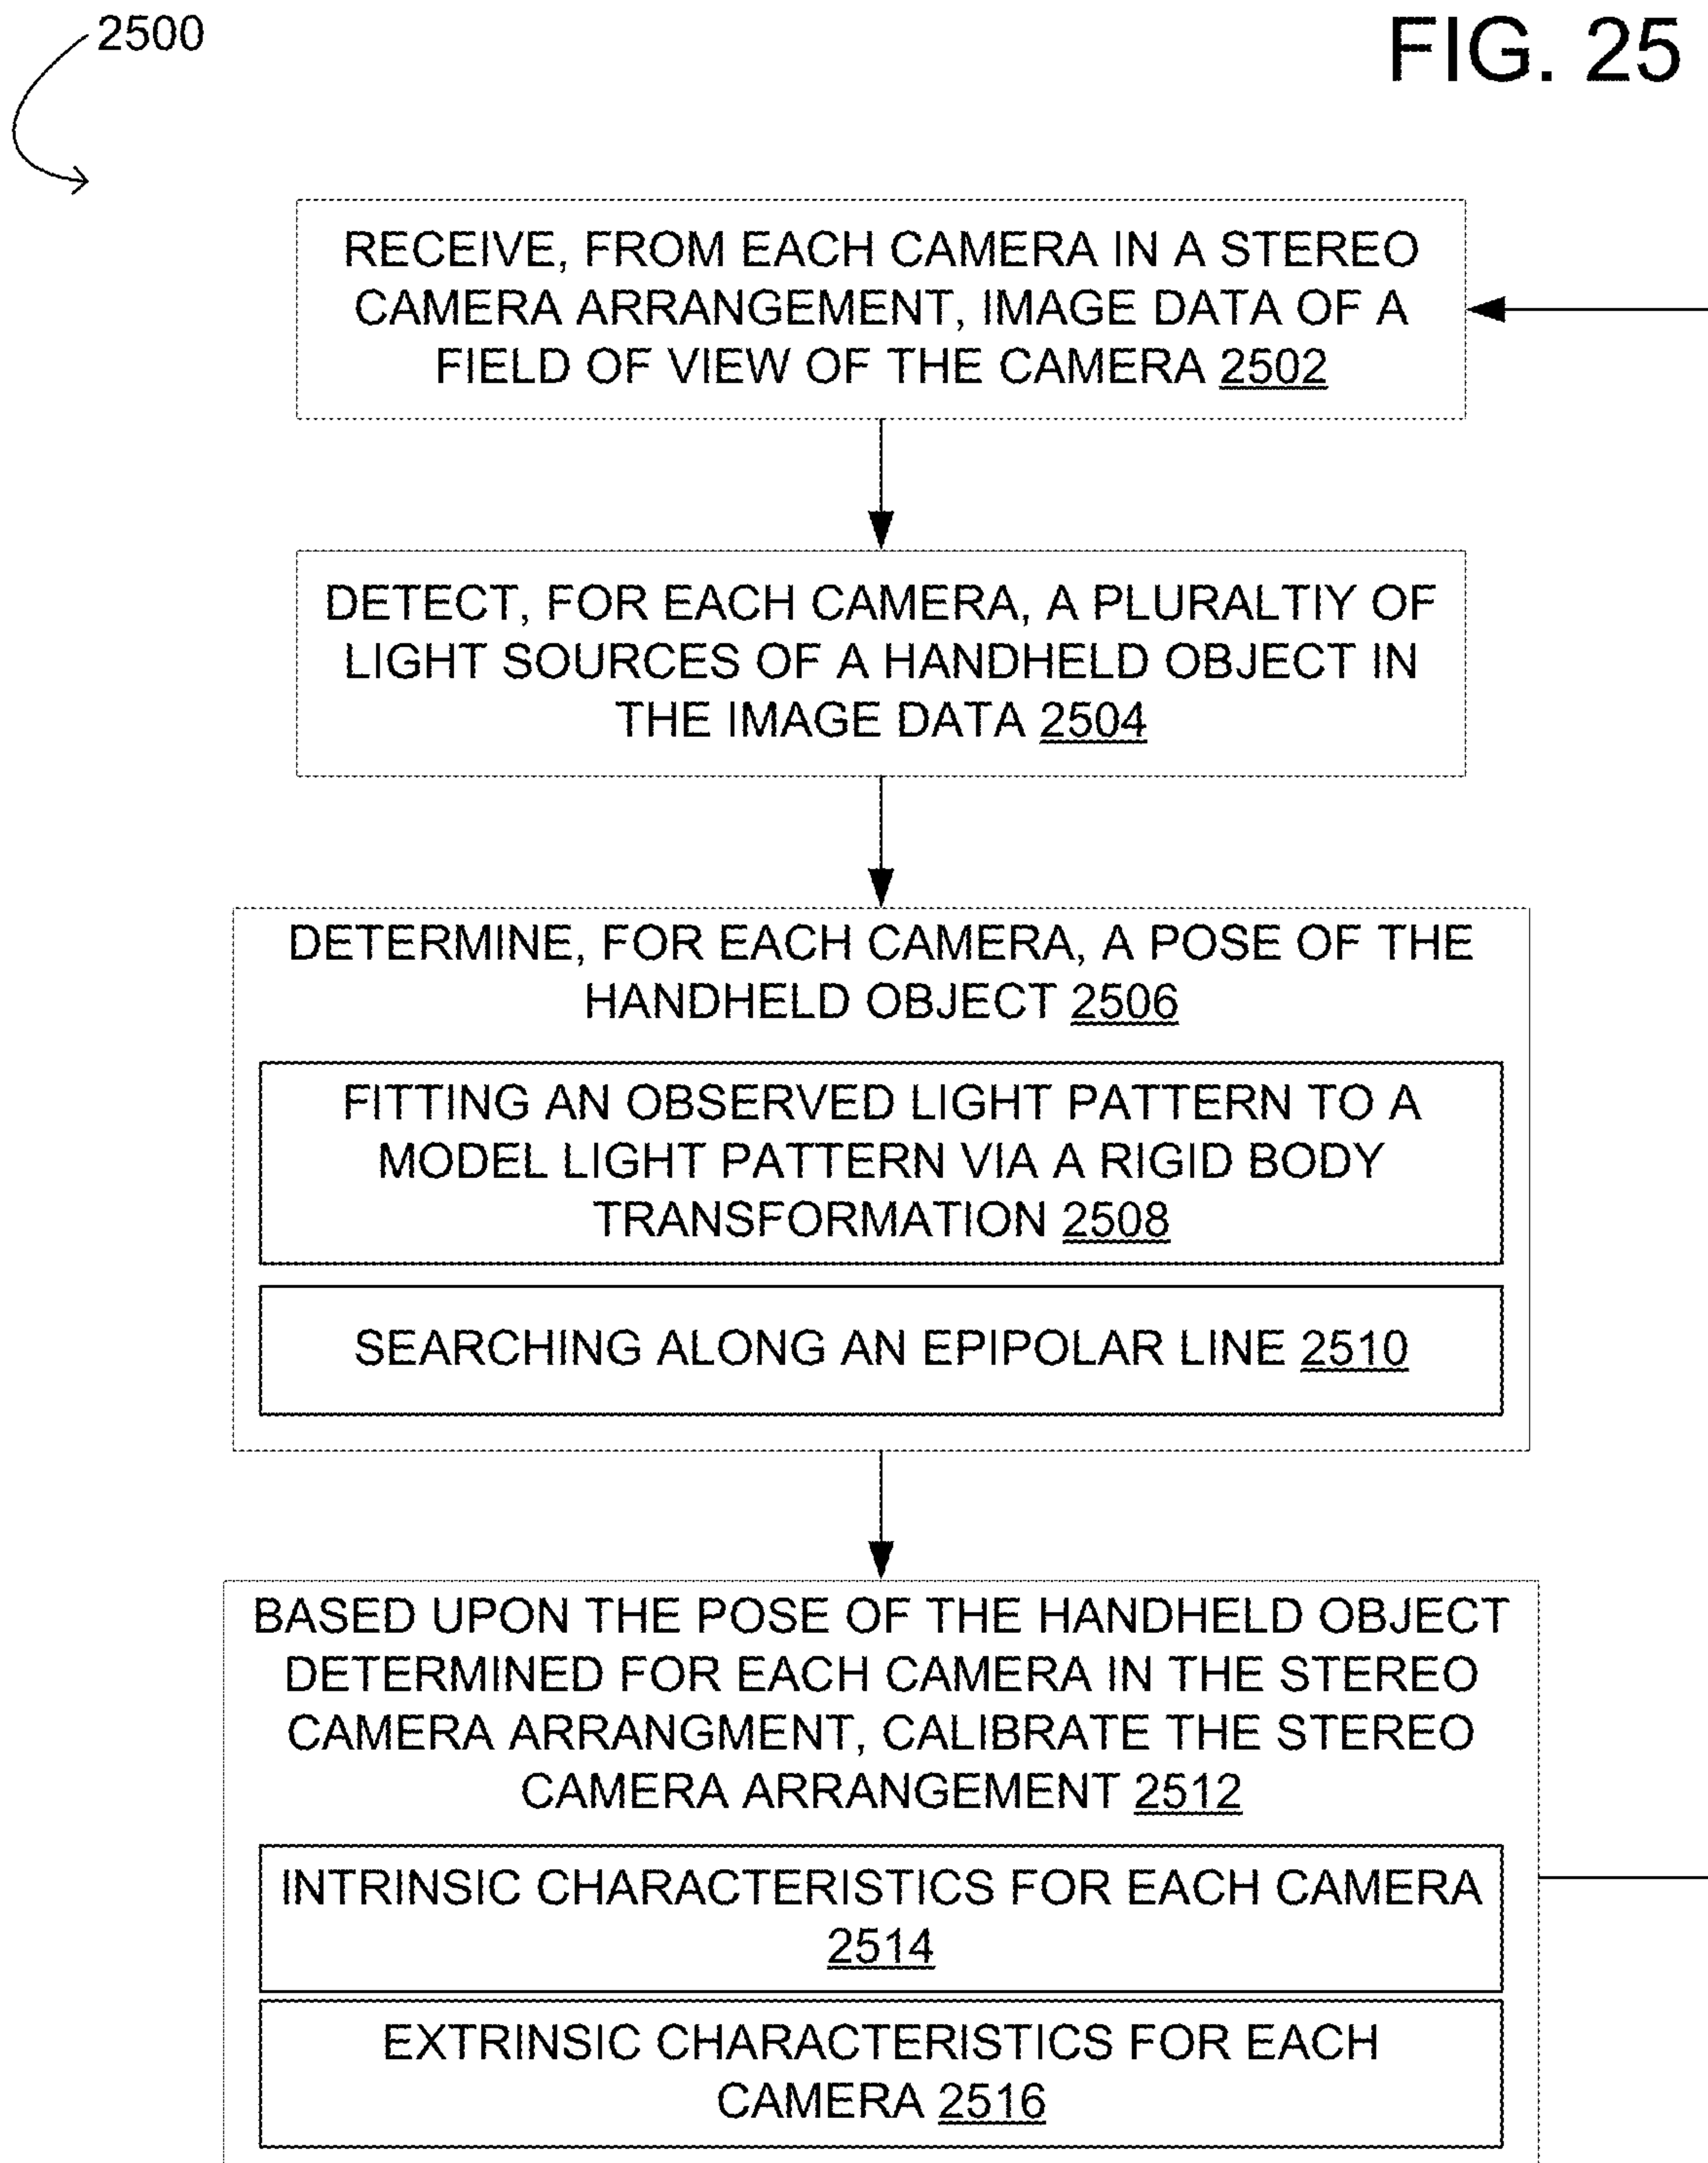 2500
FIG. 25
RECEIVE, FROM EACH CAMERA IN A STEREO
CAMERA ARRANGEMENT, IMAGE DATA OF A
FIELD OF VIEW OF THE CAMERA 2502
DETECT, FOR EACH CAMERA, A PLURALTIY OF
LIGHT SOURCES OF A HANDHELD OBJECT IN
THE IMAGE DATA 2504
DETERMINE, FOR EACH CAMERA, A POSE OF THE
HANDHELD OBJECT 2506
FITTING AN OBSERVED LIGHT PATTERN TO A
MODEL LIGHT PATTERN VIA A RIGID BODY
TRANSFORMATION 2508
SEARCHING ALONG AN EPIPOLAR LINE 2510
BASED UPON THE POSE OF THE HANDHELD OBJECT
DETERMINED FOR EACH CAMERA IN THE STEREO
CAMERA ARRANGMENT, CALIBRATE THE STEREO
CAMERA ARRANGEMENT 2512
INTRINSIC CHARACTERISTICS FOR EACH CAMERA
2514
EXTRINSIC CHARACTERISTICS FOR EACH
CAMERA 2516